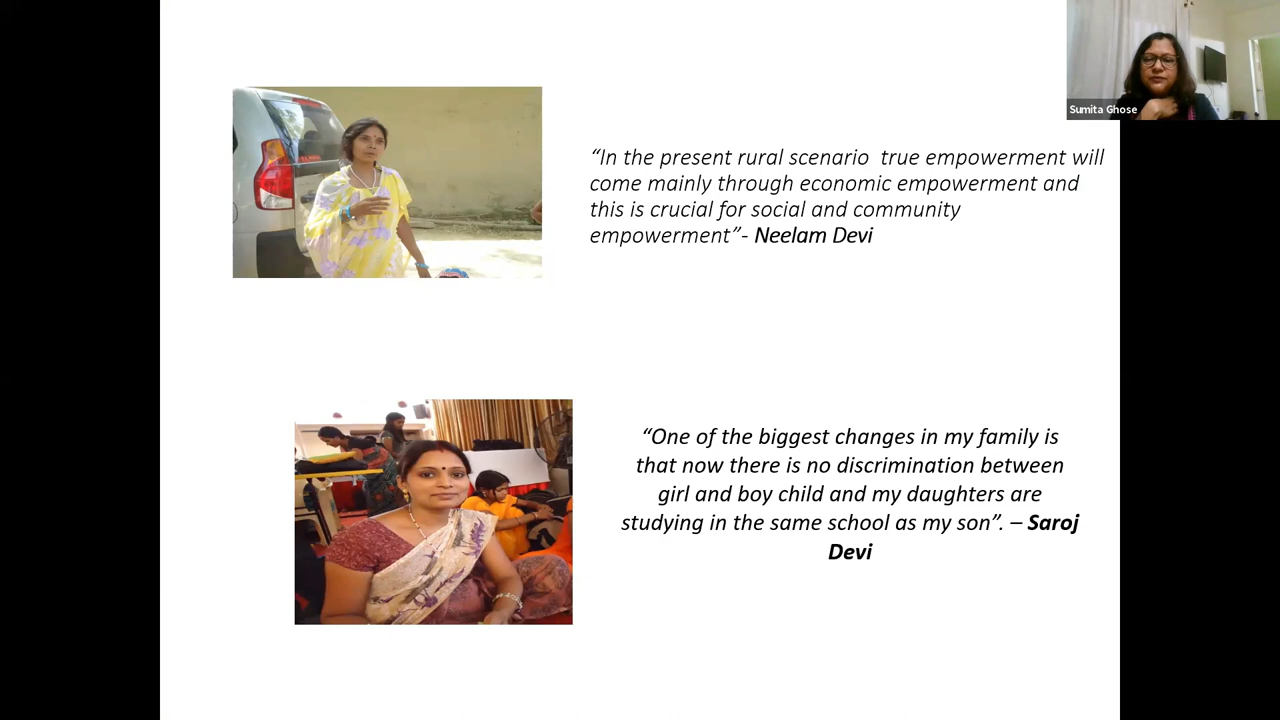 Sumita Ghose
“In the present rural scenario  true empowerment will
come mainly through economic empowerment and
this is crucial for social and community
empowerment”- Neelam Devi
“One of the biggest changes in my family is
that now there is no discrimination between
girl and boy child and my daughters are
studying in the same school as my son”. – Saroj
Devi